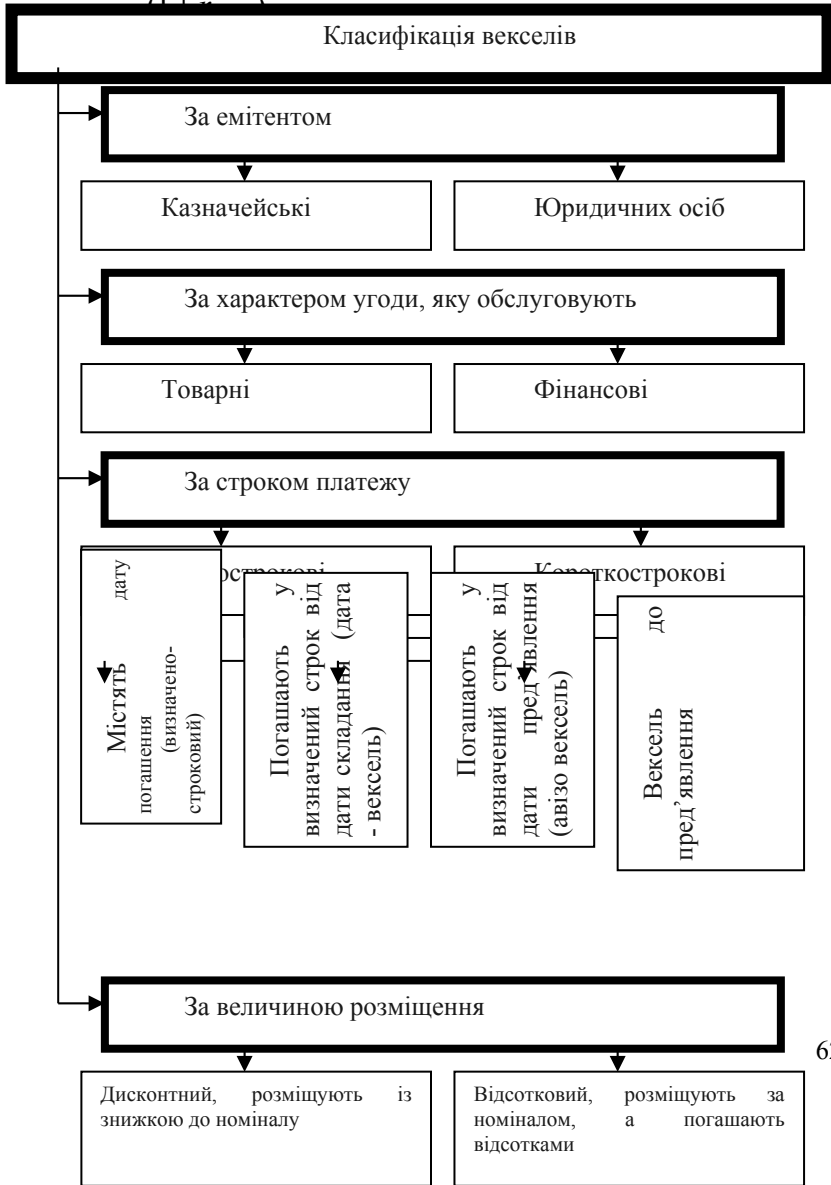 Класифікація векселів
За емітентом
Казначейські
Юридичних осіб
За характером угоди, яку обслуговують
Товарні
Фінансові
За строком платежу
Короткострокові
Містять дату
погашення
(визначено-
строковий)
Погашають у
визначений строк від
дати складання (дата
- вексель)
Погашають у
визначений строк від
дати пред’явлення
(авізо вексель)
Вексель до
пред’явлення
За величиною розміщення
Дисконтний, розміщують із
знижкою до номіналу
Відсотковий, розміщують за
номіналом, а погашають
відсотками